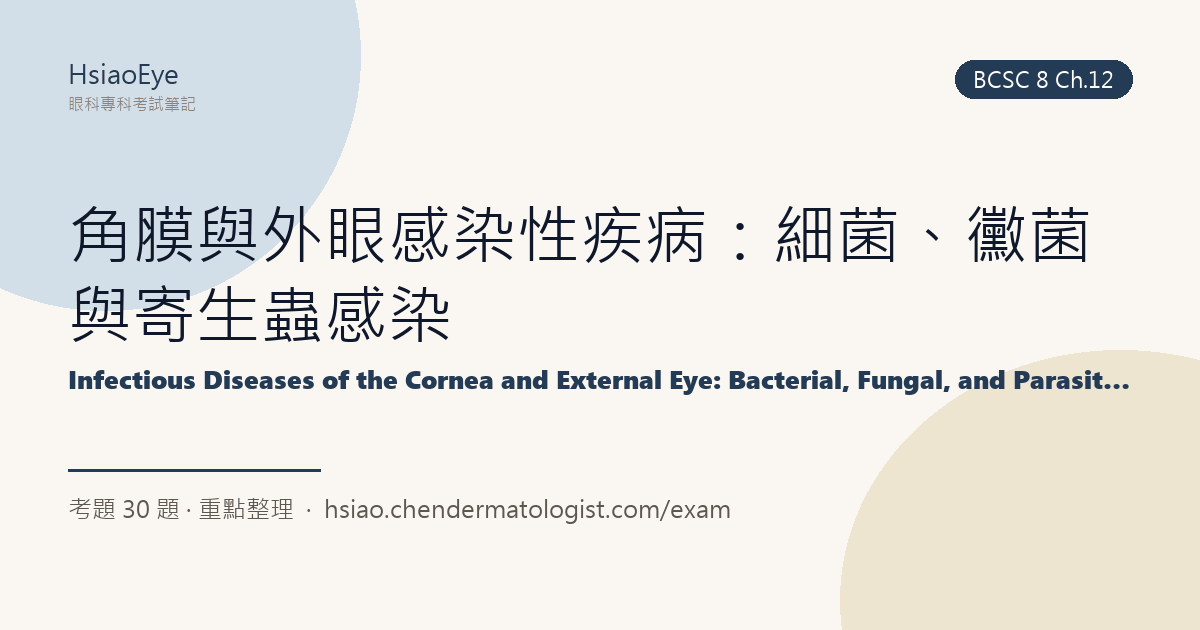 HsiaoEye
眼科專科考試筆記
BCSC 8 Ch.12
角膜與外眼感染性疾病：細菌、黴菌
與寄生蟲感染
Infectious Diseases of the Cornea and External Eye: Bacterial, Fungal, and Parasit...
考題 30 題 · 重點整理 · hsiao.chendermatologist.com/exam